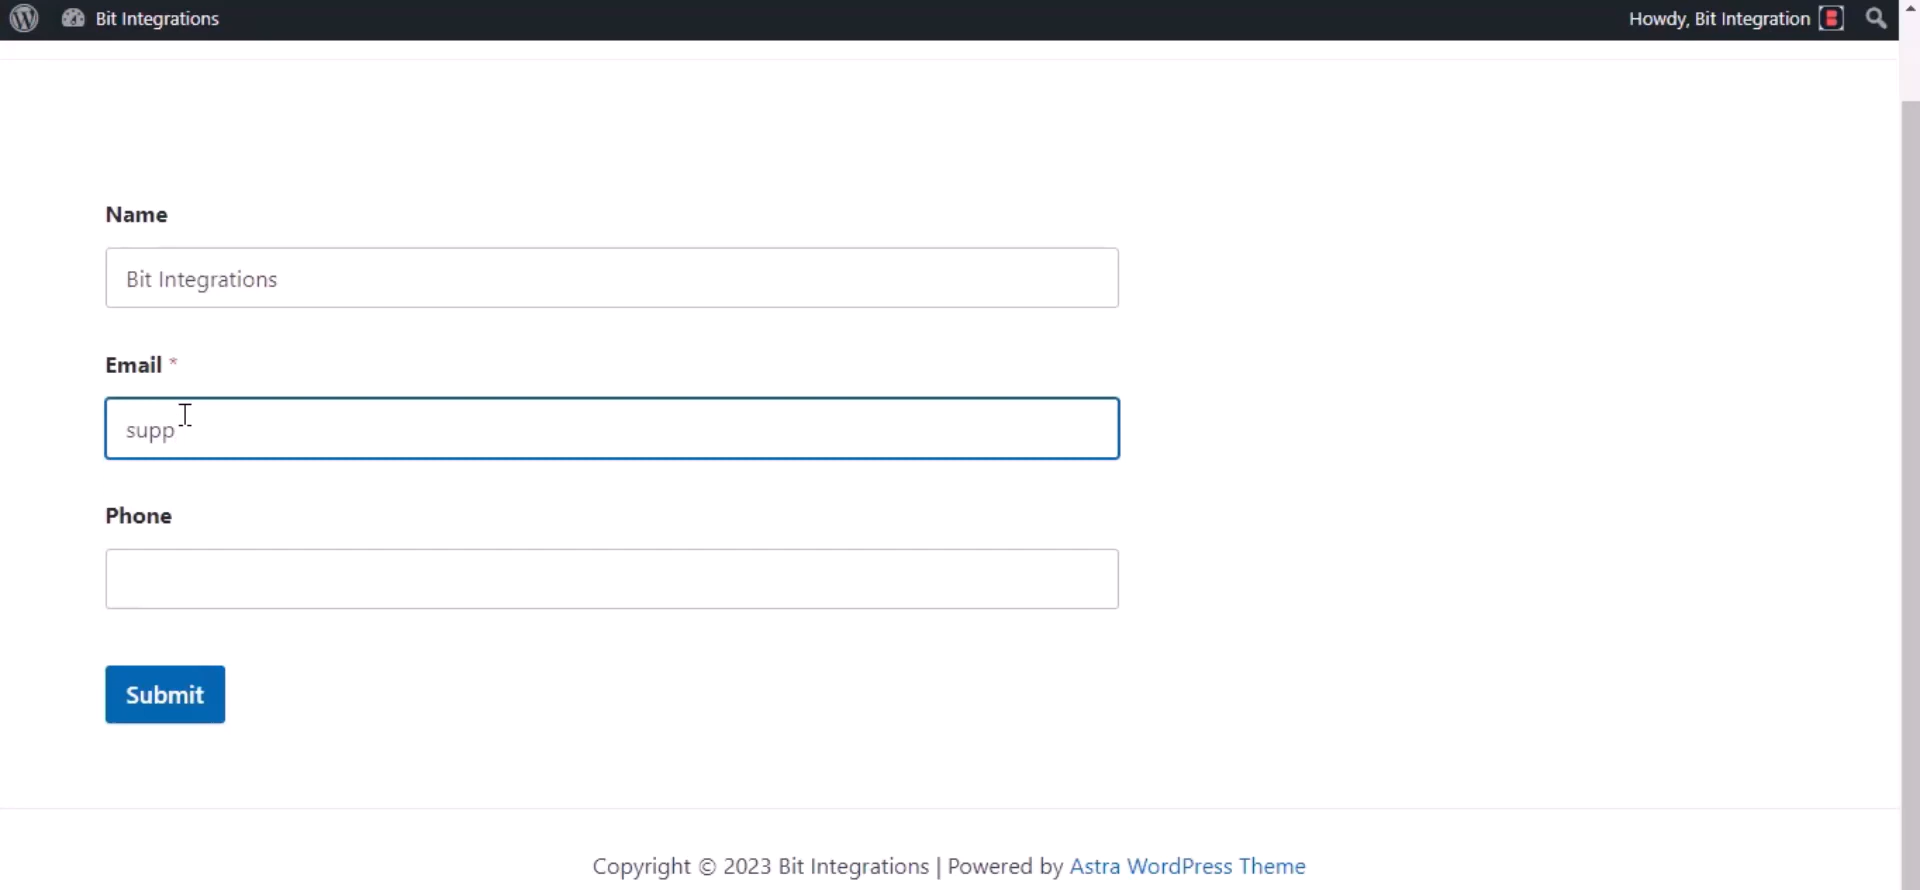 Bit Integrations
Howdy, Bit Integration
Name
Bit Integrations
Email *
supp
Phone
Submit
Copyright © 2023 Bit Integrations | Powered by Astra WordPress Theme